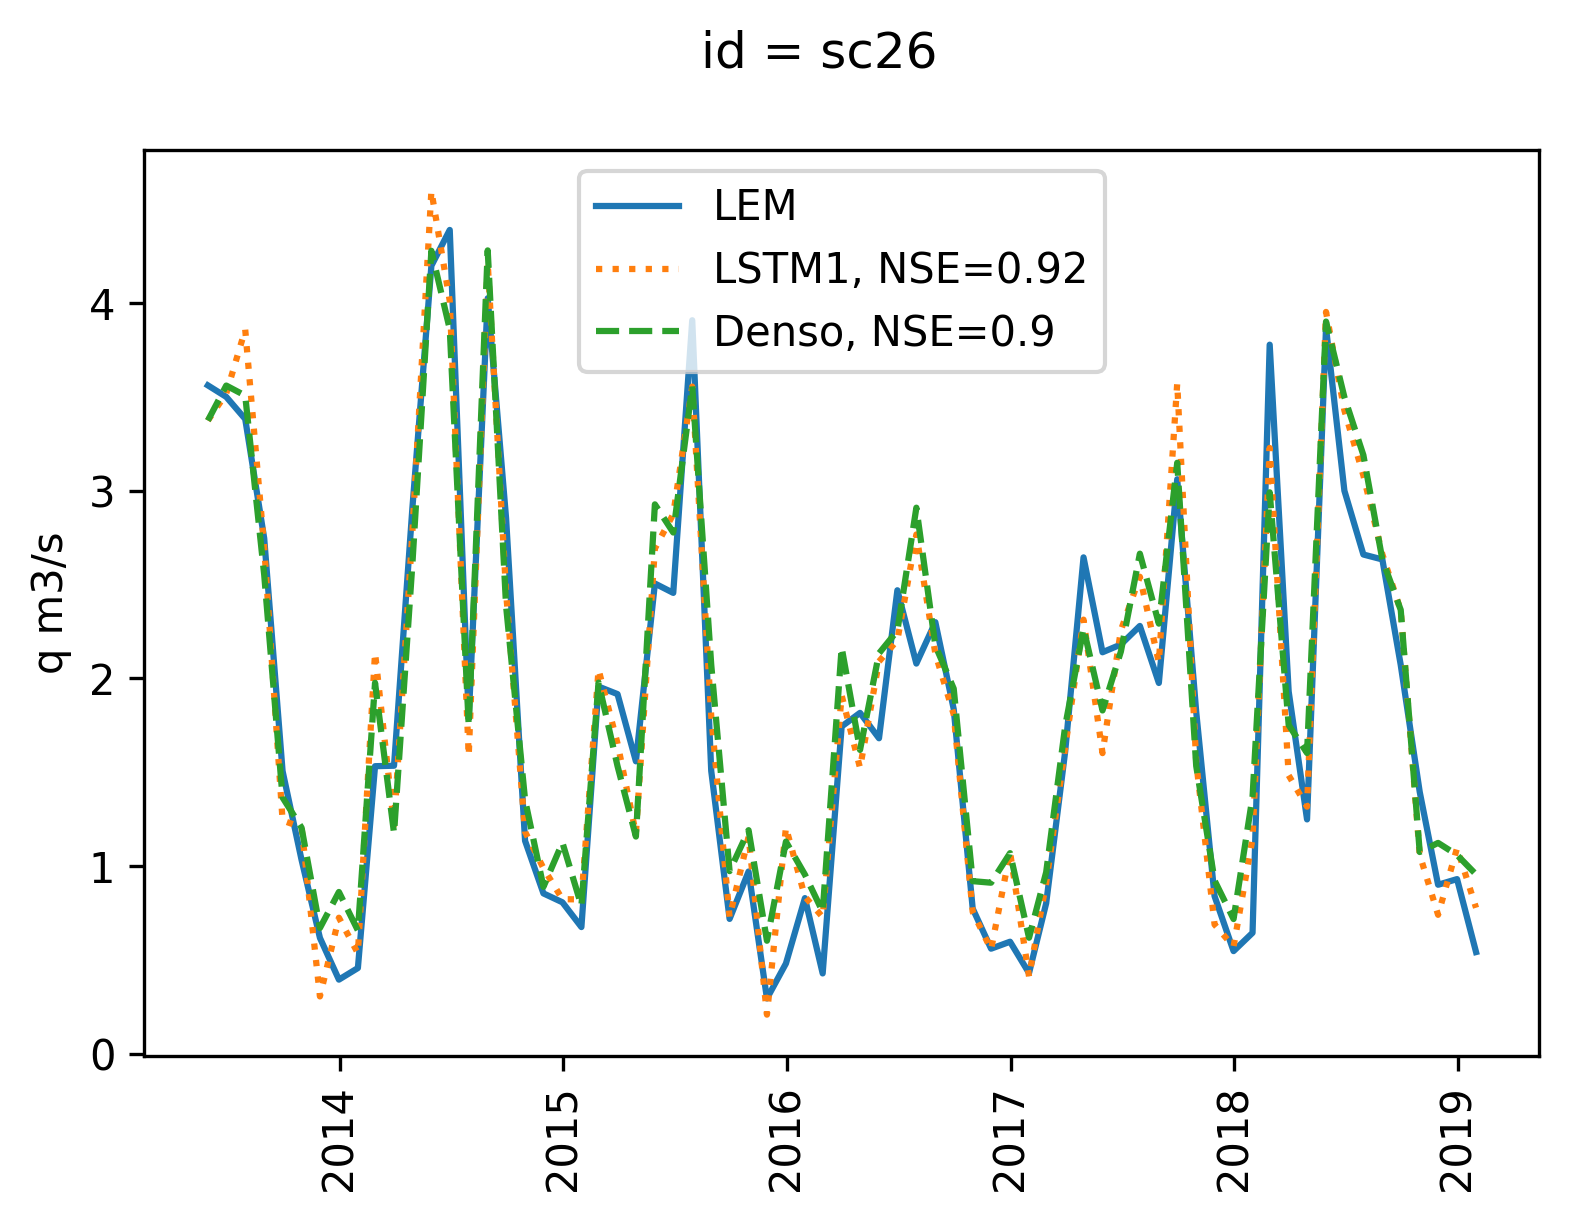 id = sc26
LEM
LSTM1, NSE=0.92
Denso, NSE=0.9
q m3/s
4
3
2
1
0
2014
2015
2016
2017
2018
2019